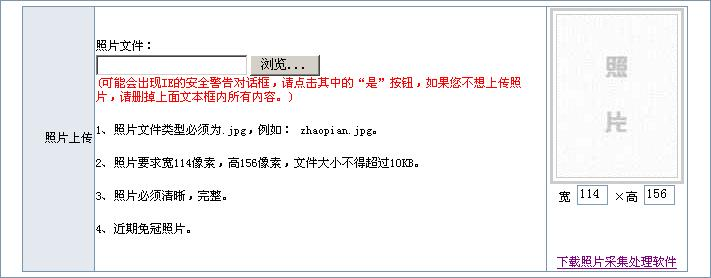 照片上传
照片文件：
浏览...
(可能会出现IE的安全警告对话框，请点击其中的“是”按钮，如果您不想上传照
片，请删掉上面文本框内所有内容。)
1、照片文件类型必须为.jpg，例如： zhaopian.jpg。
2、照片要求宽114像素，高156像素，文件大小不得超过10KB。
3、照片必须清晰，完整。
4、近期免冠照片。
照
片
宽 114 ×高 156
下载照片采集处理软件